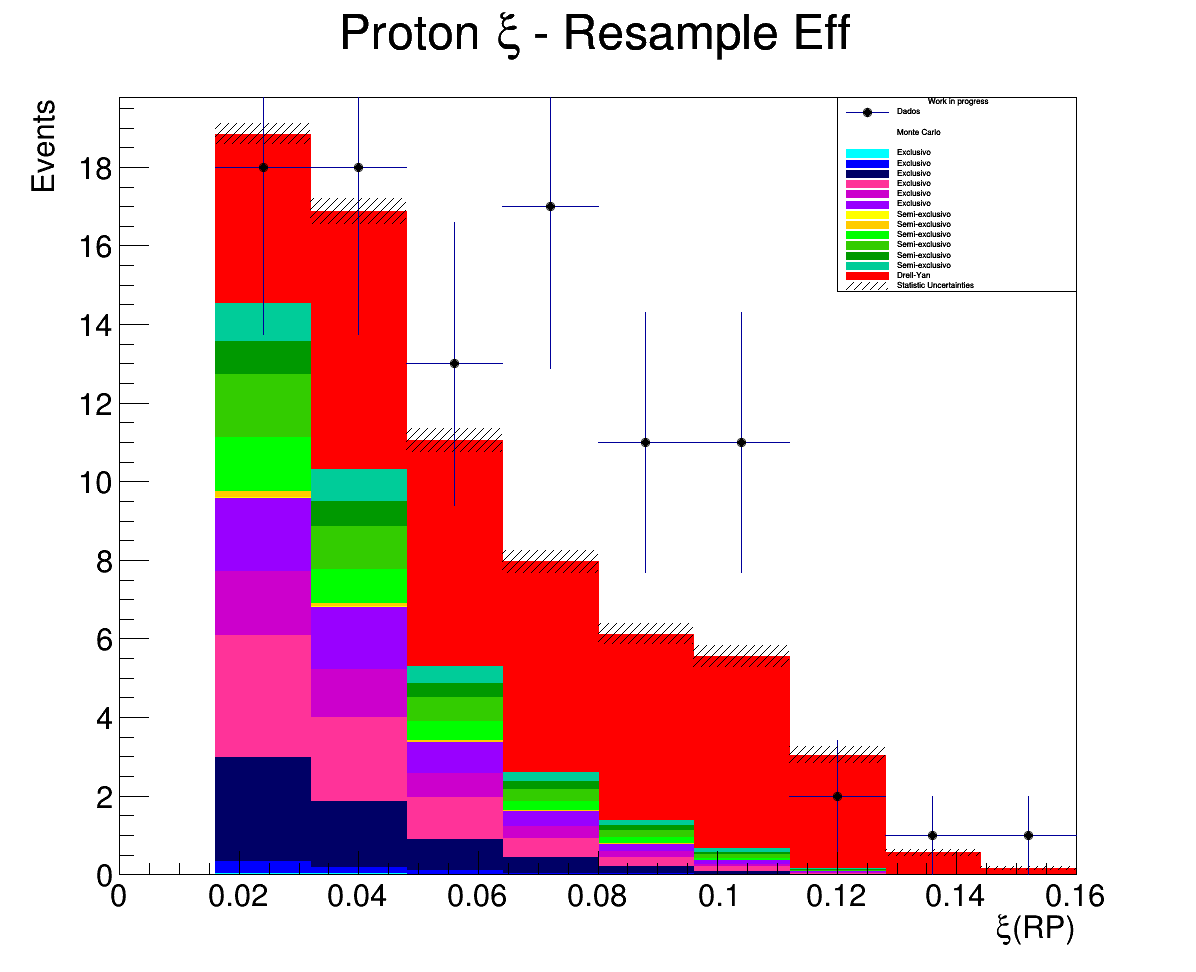 Proton ξ - Resample Eff
Events
Work in progress
Dados
Monte Carlo
Exclusivo
Exclusivo
Exclusivo
Exclusivo
Exclusivo
Exclusivo
Semi-exclusivo
Semi-exclusivo
Semi-exclusivo
Semi-exclusivo
Semi-exclusivo
Semi-exclusivo
Drell-Yan
Statistic Uncertainties
18
16
14
12
10
8
6
4
2
0
0 0.02 0.04 0.06 0.08 0.1 0.12 0.14 0.16
ξ(RP)